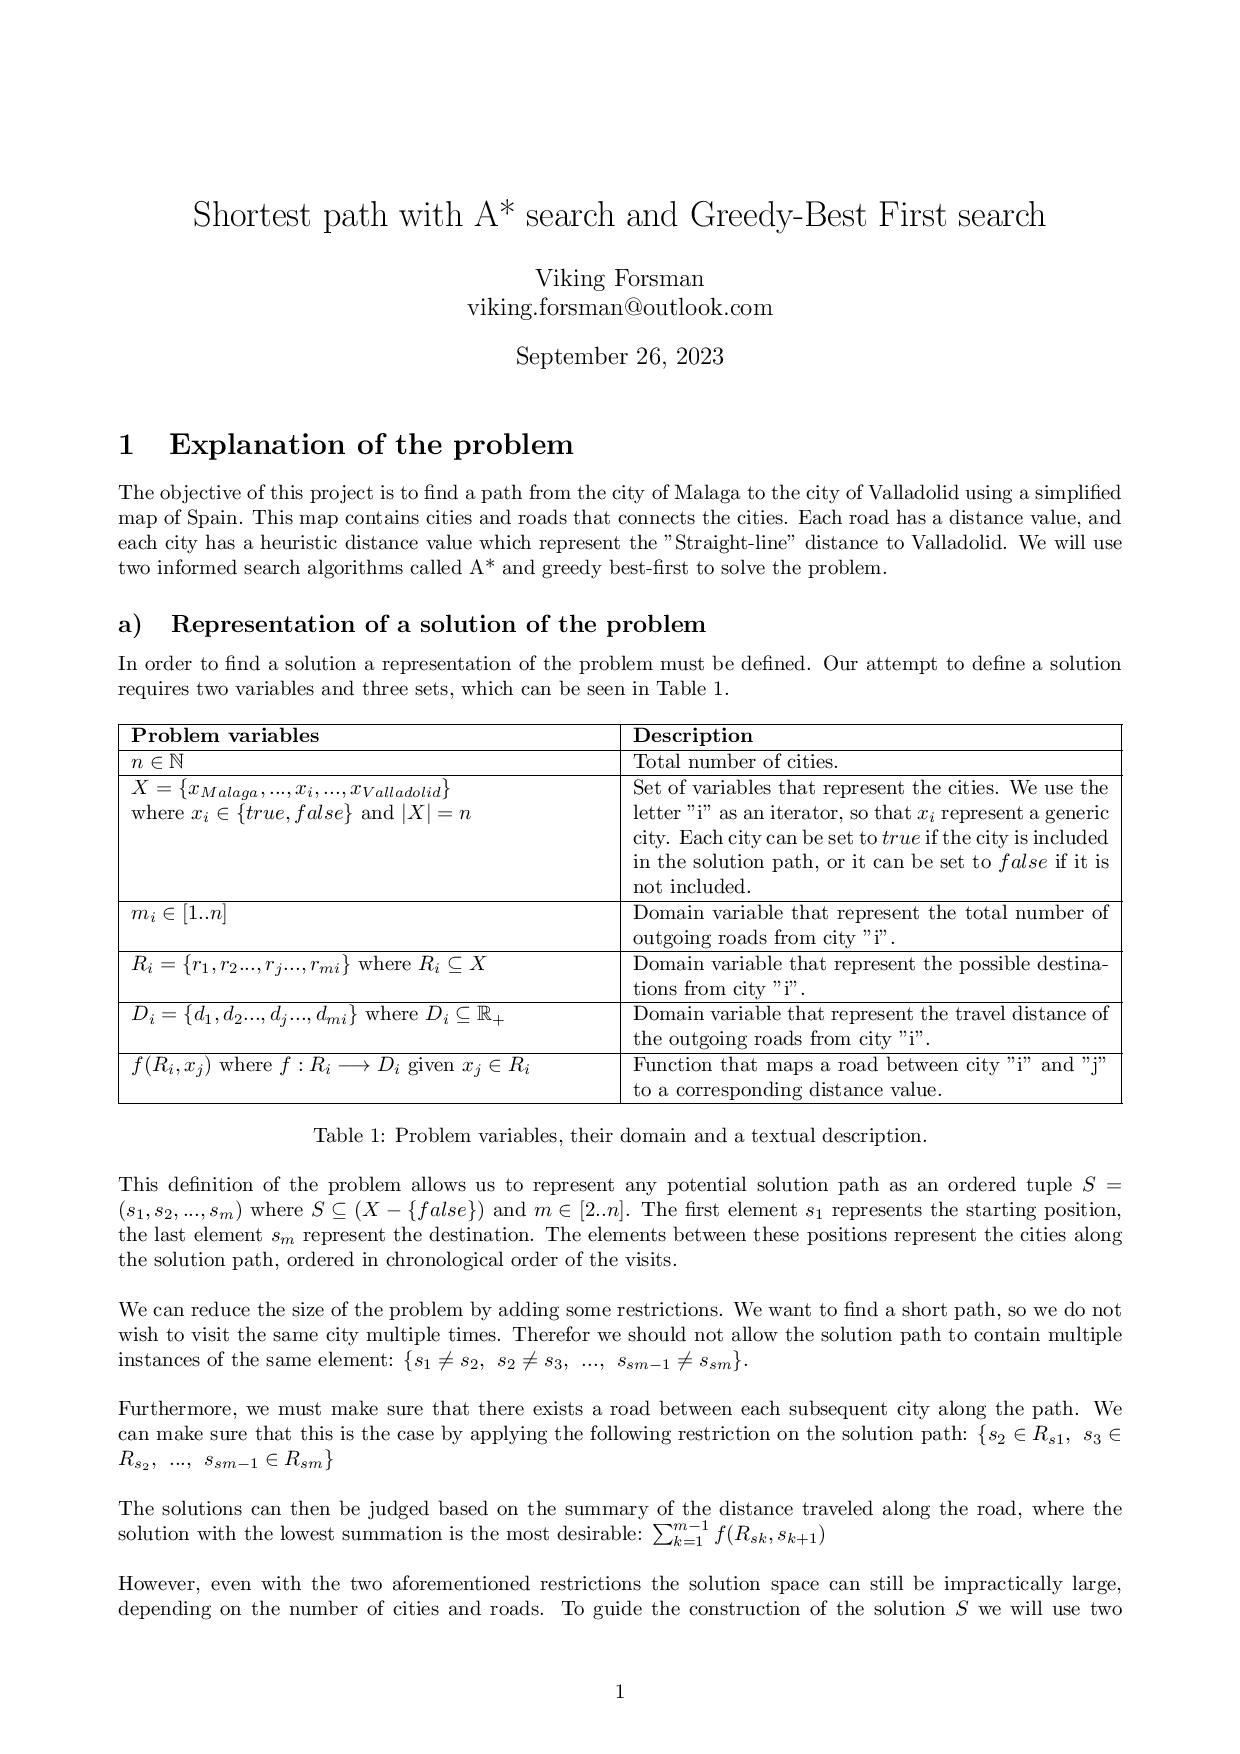 Shortest path with A* search and Greedy-Best First search
Viking Forsman
viking.forsman@outlook.com
September 26, 2023
1 Explanation of the problem
The objective of this project is to find a path from the city of Malaga to the city of Valladolid using a simplified
map of Spain. This map contains cities and roads that connects the cities. Each road has a distance value, and
each city has a heuristic distance value which represent the ”Straight-line” distance to Valladolid. We will use
two informed search algorithms called A* and greedy best-first to solve the problem.
a) Representation of a solution of the problem
In order to find a solution a representation of the problem must be defined. Our attempt to define a solution
requires two variables and three sets, which can be seen in Table 1.
Problem variables Description
n ∈ ℕ Total number of cities.
X = {x_{Malaga}, ..., x_i, ..., x_{Valladolid}} Set of variables that represent the cities. We use the
where x_i ∈ {true, false} and |X| = n letter ”i” as an iterator, so that x_i represent a generic
city. Each city can be set to true if the city is included
in the solution path, or it can be set to false if it is
not included.
m_i ∈ [1..n] Domain variable that represent the total number of
outgoing roads from city ”i”.
R_i = {r_1, r_2..., r_j..., r_{mi}} where R_i ⊆ X Domain variable that represent the possible destina-
tions from city ”i”.
D_i = {d_1, d_2..., d_j..., d_{mi}} where D_i ⊆ ℝ_+ Domain variable that represent the travel distance of
the outgoing roads from city ”i”.
f(R_i, x_j) where f : R_i ⟶ D_i given x_j ∈ R_i Function that maps a road between city ”i” and ”j”
to a corresponding distance value.
Table 1: Problem variables, their domain and a textual description.
This definition of the problem allows us to represent any potential solution path as an ordered tuple S =
(s_1, s_2, ..., s_m) where S ⊆ (X − {false}) and m ∈ [2..n]. The first element s_1 represents the starting position,
the last element s_m represent the destination. The elements between these positions represent the cities along
the solution path, ordered in chronological order of the visits.
We can reduce the size of the problem by adding some restrictions. We want to find a short path, so we do not
wish to visit the same city multiple times. Therefor we should not allow the solution path to contain multiple
instances of the same element: {s_1 ≠ s_2, s_2 ≠ s_3, ..., s_{sm−1} ≠ s_{sm}}.
Furthermore, we must make sure that there exists a road between each subsequent city along the path. We
can make sure that this is the case by applying the following restriction on the solution path: {s_2 ∈ R_{s1}, s_3 ∈
R_{s_2}, ..., s_{sm−1} ∈ R_{sm}}
The solutions can then be judged based on the summary of the distance traveled along the road, where the
solution with the lowest summation is the most desirable: ∑_{k=1}^{m−1} f(R_{sk}, s_{k+1})
However, even with the two aforementioned restrictions the solution space can still be impractically large,
depending on the number of cities and roads. To guide the construction of the solution S we will use two
1